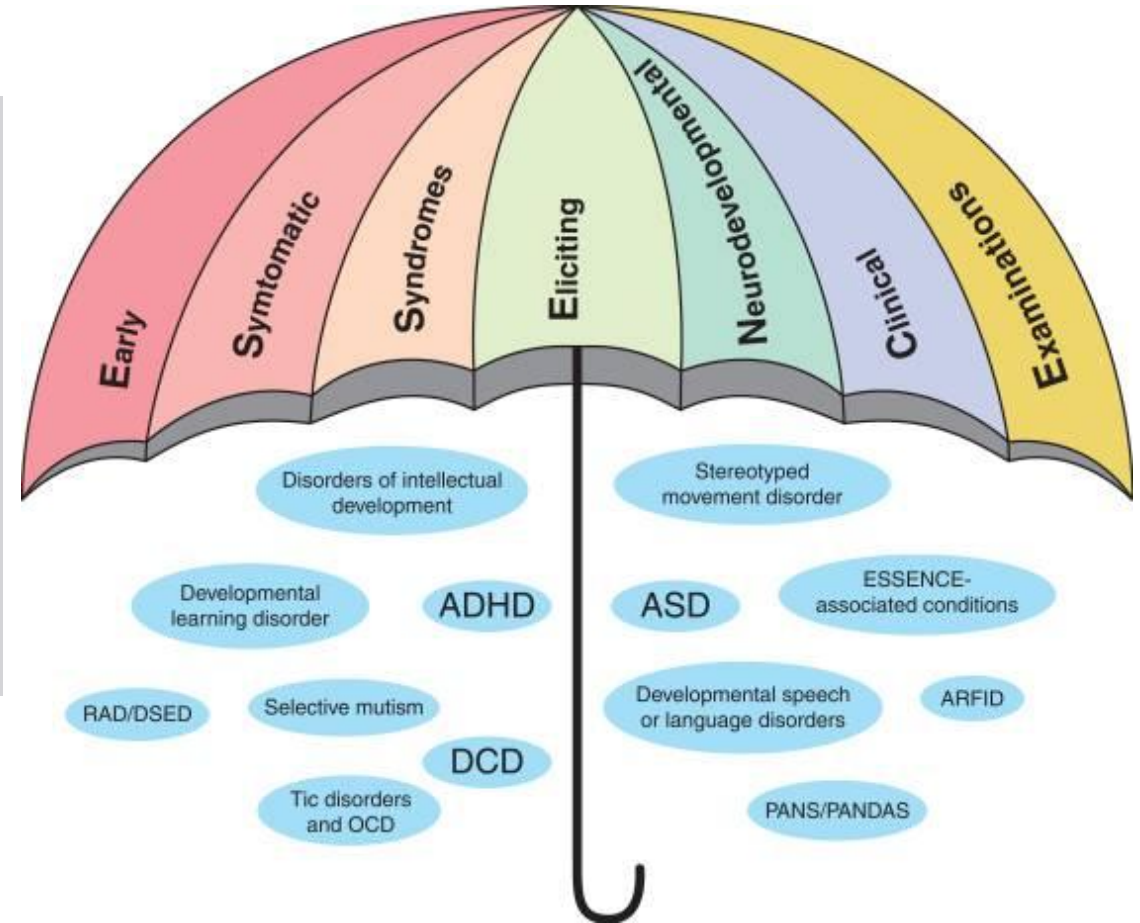 Early
Symtomatic
Syndromes
Eliciting
Neurodevelopmental
Clinical
Examinations
Disorders of intellectual
development
Stereotyped
movement disorder
Developmental
learning disorder
ADHD
ASD
ESSENCE-
associated conditions
RAD/DSED
Selective mutism
Developmental speech
or language disorders
ARFID
DCD
Tic disorders
and OCD
PANS/PANDAS